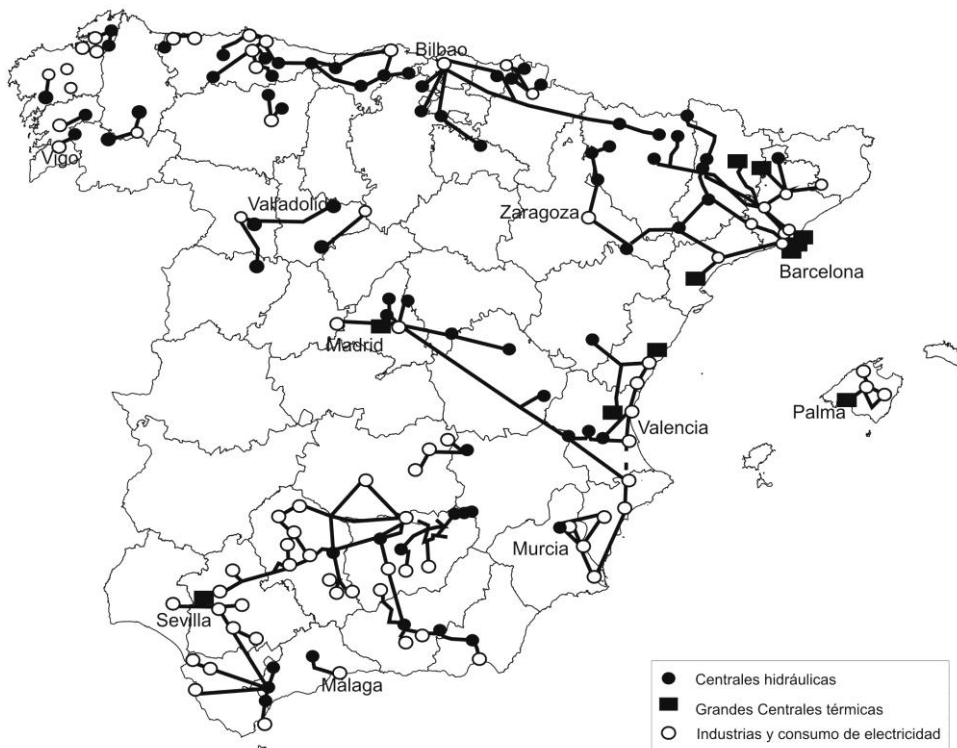 Bilbao
Vigo
Valladolid
Zaragoza
Barcelona
Madrid
Valencia
Palma
Murcia
Sevilla
Málaga
Centrales hidráulicas
Grandes Centrales térmicas
Industrias y consumo de electricidad